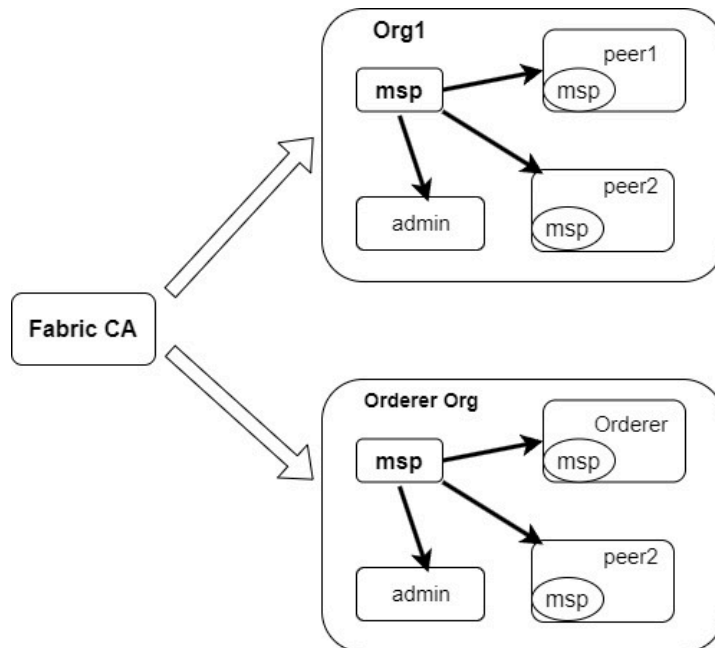 Org1
msp
peer1
msp
admin
peer2
msp
Fabric CA
Orderer Org
msp
Orderer
msp
admin
peer2
msp